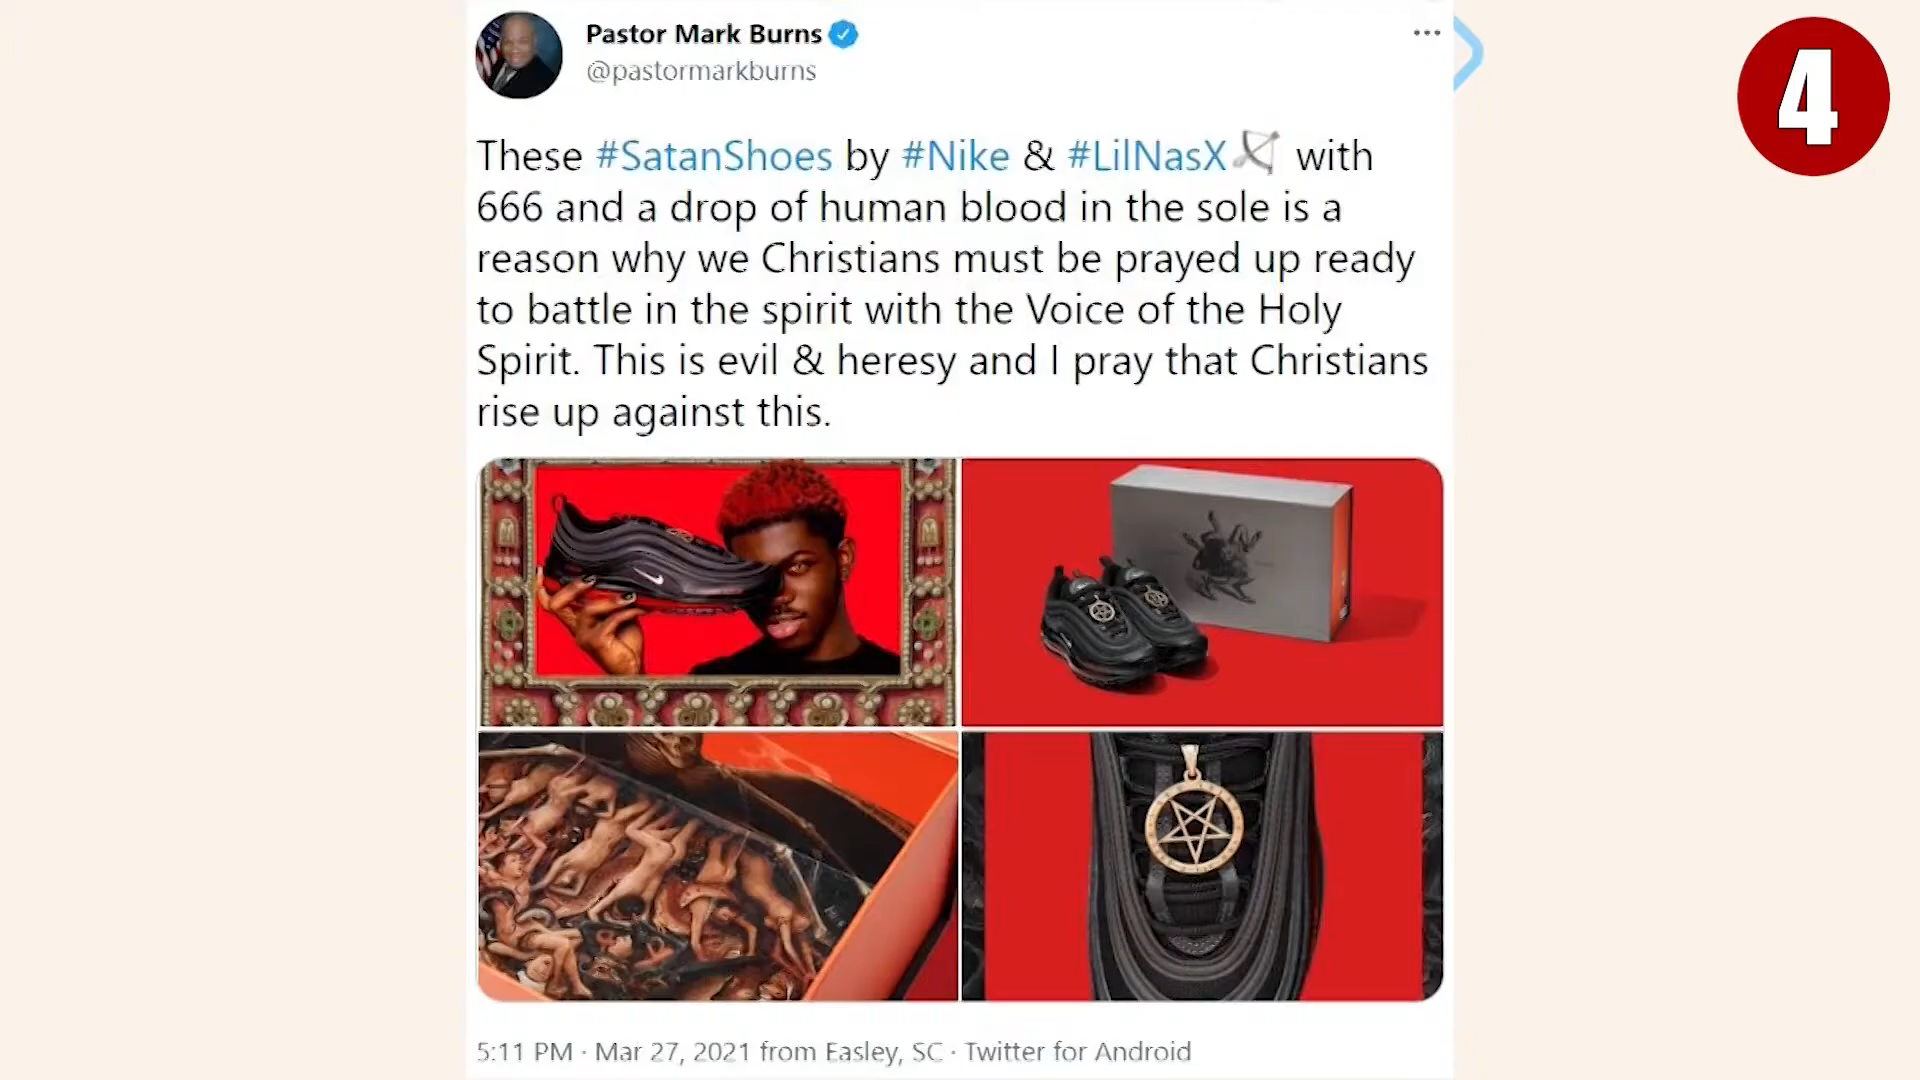 Pastor Mark Burns
@pastormarkburns
4
These #SatanShoes by #Nike & #LilNasX🏹 with
666 and a drop of human blood in the sole is a
reason why we Christians must be prayed up ready
to battle in the spirit with the Voice of the Holy
Spirit. This is evil & heresy and I pray that Christians
rise up against this.
5:11 PM · Mar 27, 2021 from Easley, SC · Twitter for Android